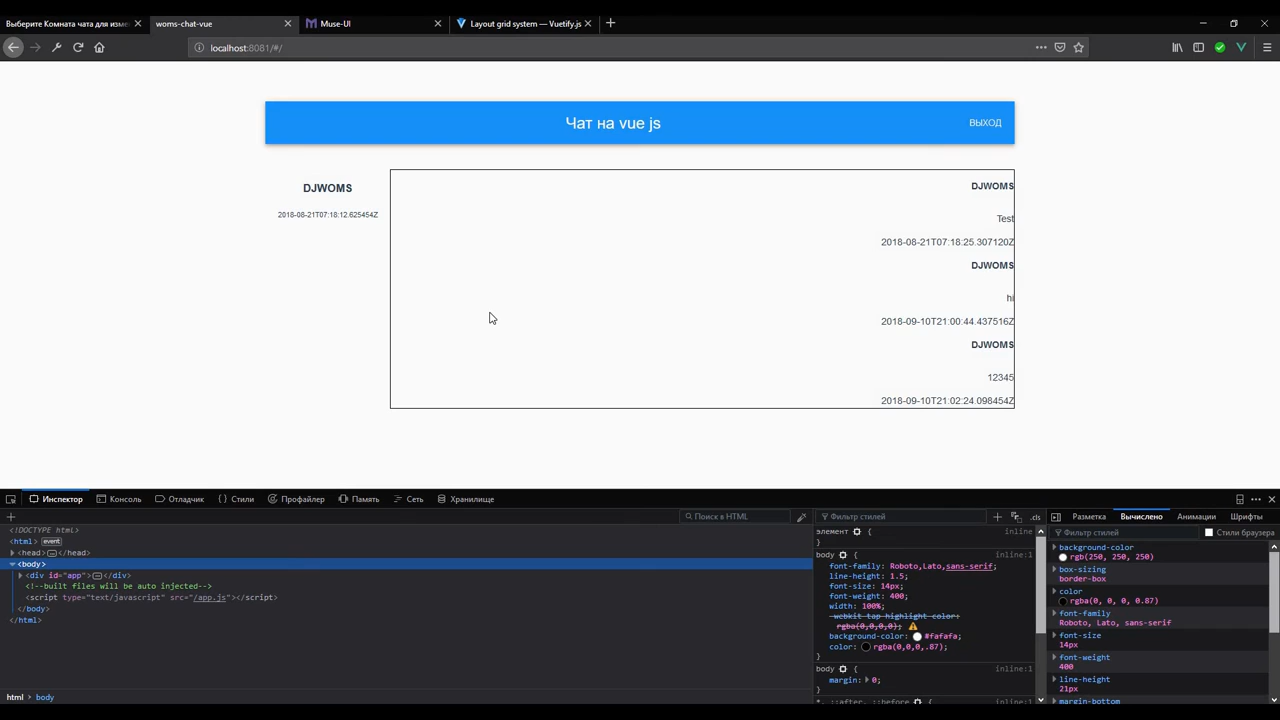 Выберите Комната чата для изме
woms-chat-vue
Muse-UI
Layout grid system — Vuetify.js
localhost:8081/#/
Чат на vue js
ВЫХОД
DJWOMS
2018-08-21T07:18:12.625454Z
DJWOMS
Test
2018-08-21T07:18:25.307120Z
DJWOMS
hi
2018-09-10T21:00:44.437516Z
DJWOMS
12345
2018-09-10T21:02:24.098454Z
Инспектор
Консоль
Отладчик
Стили
Профайлер
Память
Сеть
Хранилище
Поиск в HTML
<!DOCTYPE html>
<html> event
<head></head>
<body>
<div id="app"></div>
<!--built files will be auto injected-->
<script type="text/javascript" src="/app.js"></script>
</body>
</html>
html
body
Фильтр стилей
.cls
элемент { inline
}
body { inline:1
font-family: Roboto,Lato,sans-serif;
line-height: 1.5;
font-size: 14px;
font-weight: 400;
width: 100%;
-webkit-tap-highlight-color:
rgba(0,0,0,0);
background-color: #fafafa;
color: rgba(0,0,0,.87);
}
body { inline:1
margin: 0;
}
*, ::after, ::before { inline:1
Разметка
Вычислено
Анимации
Шрифты
Фильтр стилей
Стили браузера
background-color
rgb(250, 250, 250)
box-sizing
border-box
color
rgba(0, 0, 0, 0.87)
font-family
Roboto, Lato, sans-serif
font-size
14px
font-weight
400
line-height
21px
margin-bottom